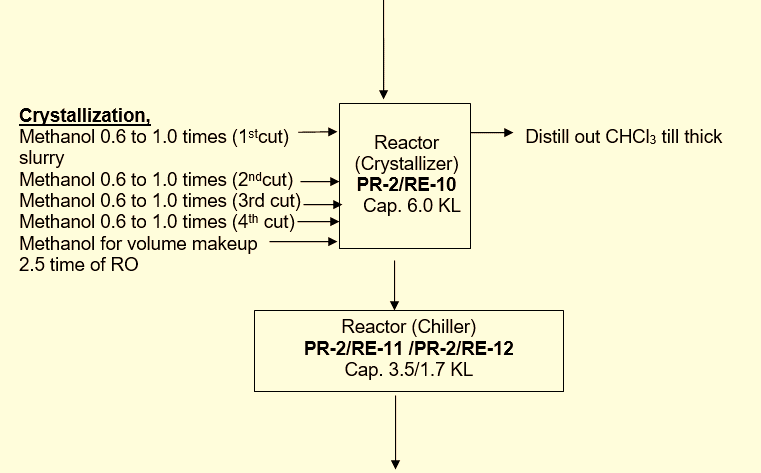 Crystallization,
Methanol 0.6 to 1.0 times (1stcut)
slurry
Methanol 0.6 to 1.0 times (2ndcut)
Methanol 0.6 to 1.0 times (3rd cut)
Methanol 0.6 to 1.0 times (4th cut)
Methanol for volume makeup
2.5 time of RO
Reactor
(Crystallizer)
PR-2/RE-10
Cap. 6.0 KL
Distill out CHCl3 till thick
Reactor (Chiller)
PR-2/RE-11 /PR-2/RE-12
Cap. 3.5/1.7 KL